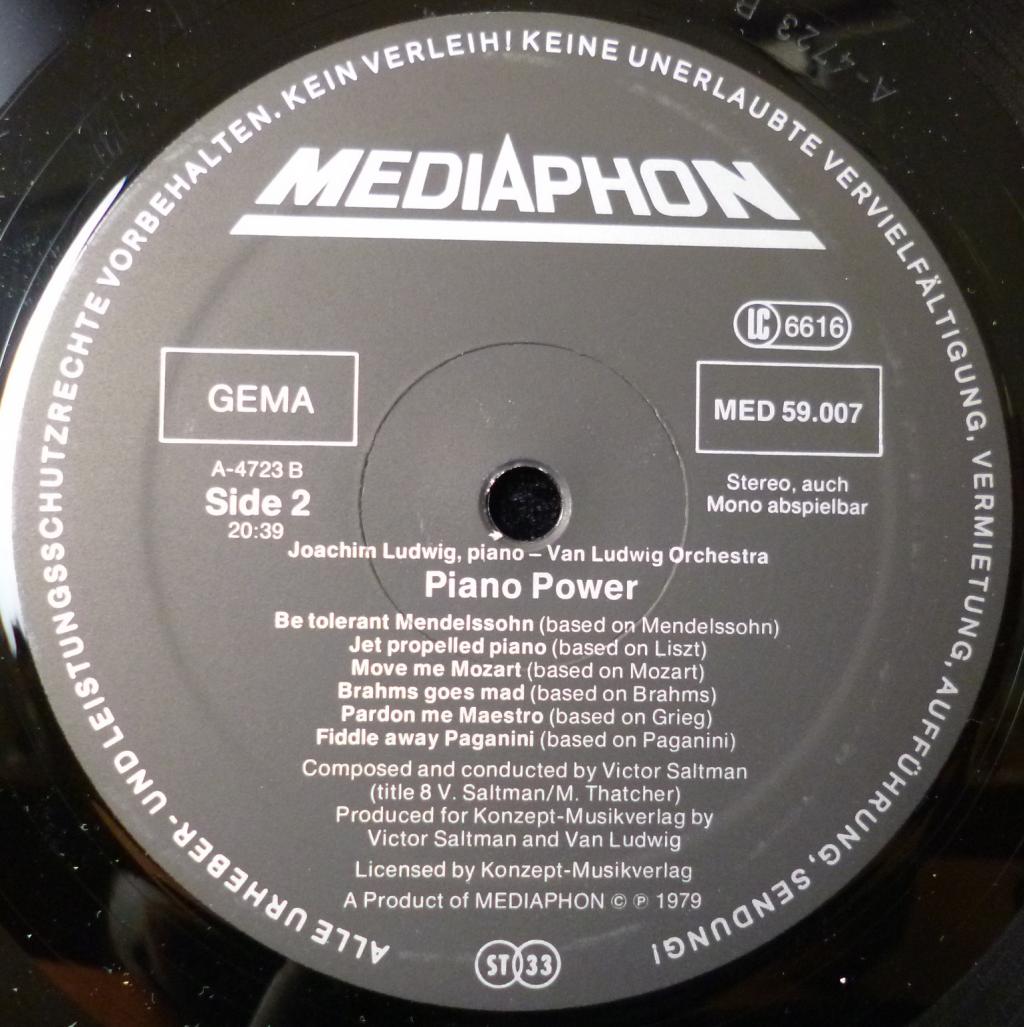 ALLE URHEBER- UND LEISTUNGSSCHUTZRECHTE VORBEHALTEN. KEIN VERLEIH! KEINE UNERLAUBTE VERVIELFÄLTIGUNG, VERMIETUNG, AUFFÜHRUNG, SENDUNG!
A-4723 B
MEDIAPHON
LC 6616
GEMA
MED 59.007
A-4723 B
Side 2
20:39
Stereo, auch
Mono abspielbar
Joachim Ludwig, piano – Van Ludwig Orchestra
Piano Power
Be tolerant Mendelssohn (based on Mendelssohn)
Jet propelled piano (based on Liszt)
Move me Mozart (based on Mozart)
Brahms goes mad (based on Brahms)
Pardon me Maestro (based on Grieg)
Fiddle away Paganini (based on Paganini)
Composed and conducted by Victor Saltman
(title 8 V. Saltman/M. Thatcher)
Produced for Konzept-Musikverlag by
Victor Saltman and Van Ludwig
Licensed by Konzept-Musikverlag
A Product of MEDIAPHON © ℗ 1979
ST 33